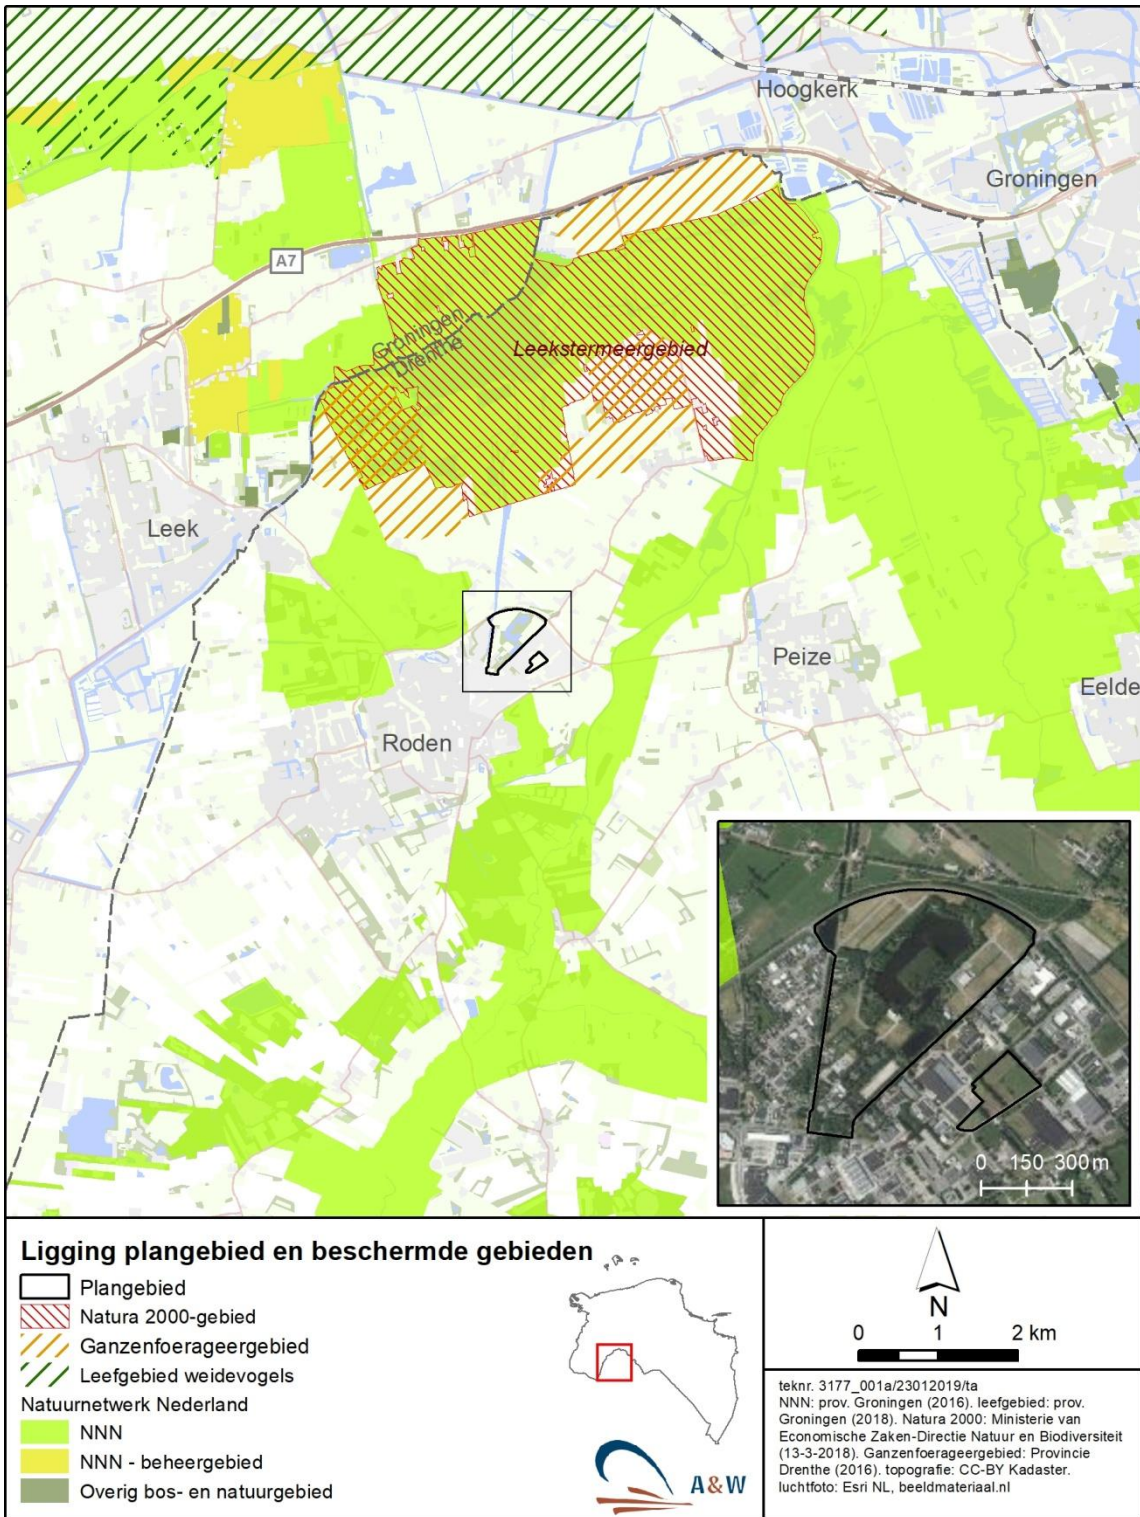 Hoogkerk
Groningen
A7
Groningen
Drenthe
Leekstermeergebied
Leek
Peize
Eelde
Roden
0 150 300m
Ligging plangebied en beschermde gebieden
Plangebied
Natura 2000-gebied
Ganzenfoerageergebied
Leefgebied weidevogels
Natuurnetwerk Nederland
NNN
NNN - beheergebied
Overig bos- en natuurgebied
A&W
N
0 1 2 km
teknr. 3177_001a/23012019/ta
NNN: prov. Groningen (2016). leefgebied: prov.
Groningen (2018). Natura 2000: Ministerie van
Economische Zaken-Directie Natuur en Biodiversiteit
(13-3-2018). Ganzenfoerageergebied: Provincie
Drenthe (2016). topografie: CC-BY Kadaster.
luchtfoto: Esri NL, beeldmateriaal.nl